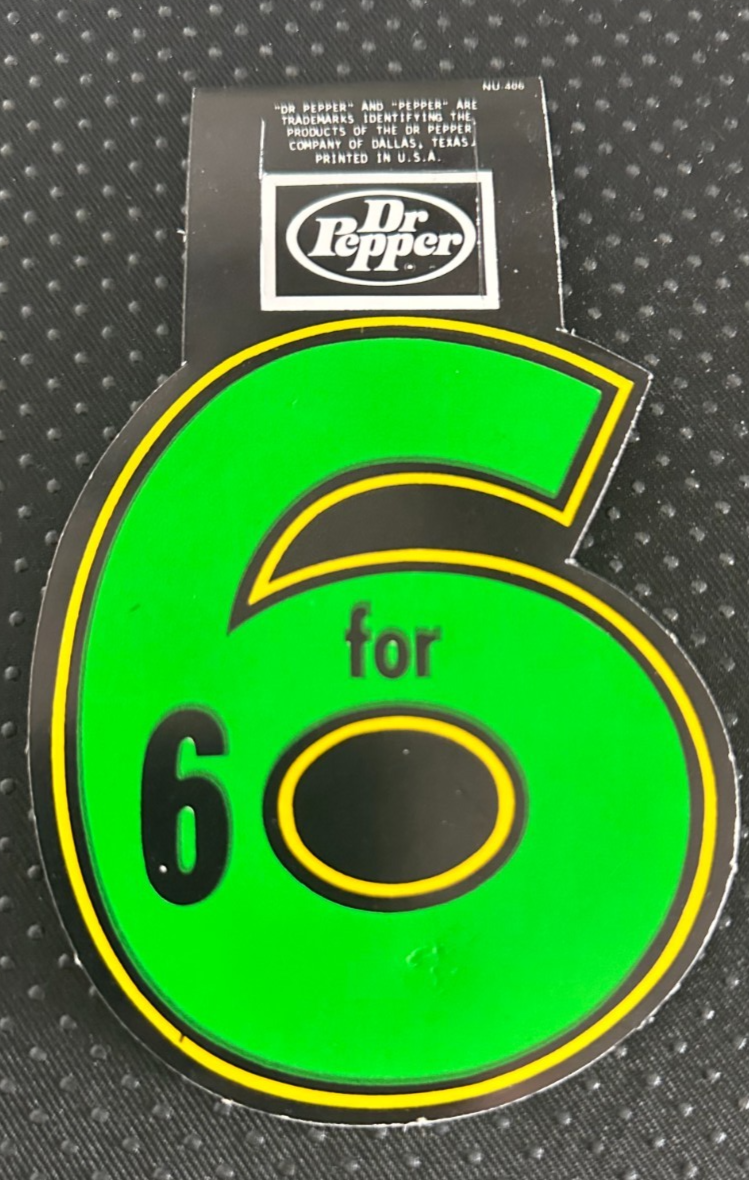 NU-406
"DR PEPPER" AND "PEPPER" ARE
TRADEMARKS IDENTIFYING THE
PRODUCTS OF THE DR PEPPER
COMPANY OF DALLAS, TEXAS
PRINTED IN U.S.A.
Dr
Pepper
6
for
6